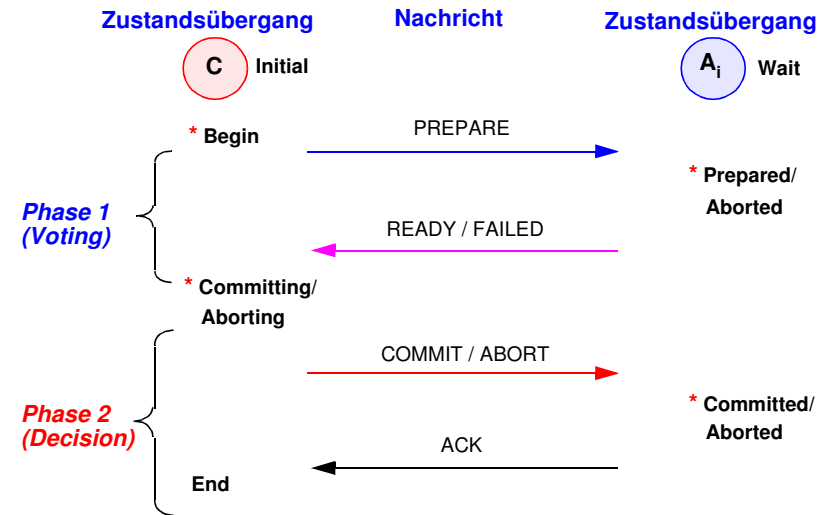 Zustandsübergang Nachricht Zustandsübergang
C Initial
Ai Wait
* Begin
PREPARE
* Prepared/
Aborted
Phase 1
(Voting)
READY / FAILED
* Committing/
Aborting
COMMIT / ABORT
* Committed/
Aborted
Phase 2
(Decision)
ACK
End